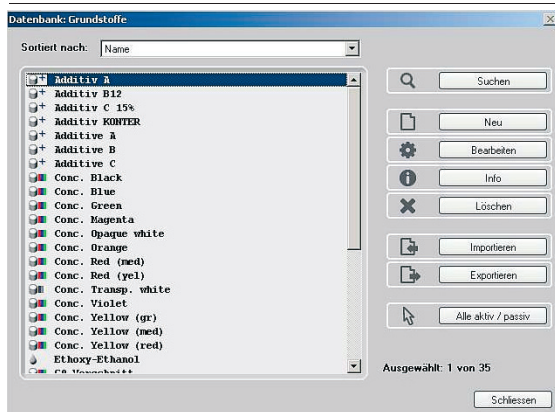 Datenbank: Grundstoffe
Sortiert nach: Name
Additiv A
Additiv B12
Additiv C 15%
Additiv KONTER
Additive A
Additive B
Additive C
Conc. Black
Conc. Blue
Conc. Green
Conc. Magenta
Conc. Opaque white
Conc. Orange
Conc. Red (med)
Conc. Red (yel)
Conc. Transp. white
Conc. Violet
Conc. Yellow (gr)
Conc. Yellow (med)
Conc. Yellow (red)
Ethoxy-Ethanol
Suchen
Neu
Bearbeiten
Info
Löschen
Importieren
Exportieren
Alle aktiv / passiv
Ausgewählt: 1 von 35
Schliessen